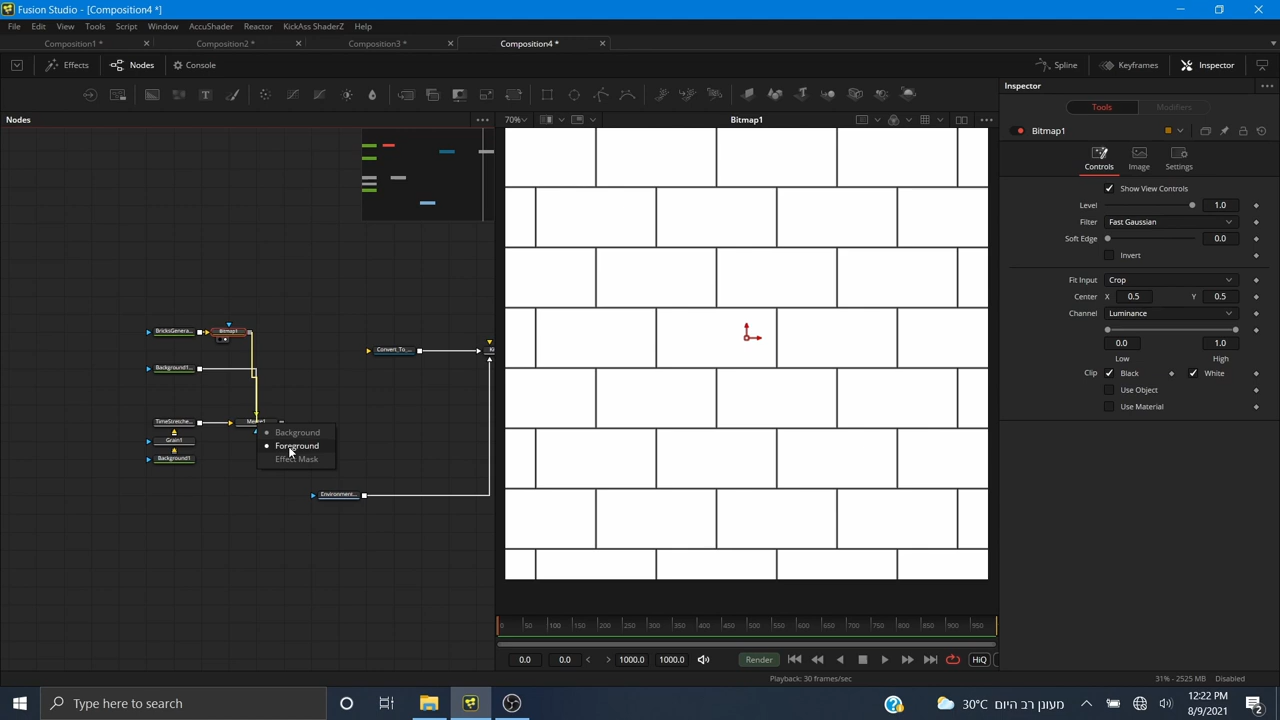 Fusion Studio - [Composition4 *]
File Edit View Tools Script Window AccuShader Reactor KickAss ShaderZ Help
Composition1 * Composition2 * Composition3 * Composition4 *
Effects Nodes Console Spline Keyframes Inspector
Nodes
70%
Bitmap1
Inspector
Tools Modifiers
Bitmap1
Controls Image Settings
Show View Controls
Level 1.0
Filter Fast Gaussian
Soft Edge 0.0
Invert
Fit Input Crop
Center X 0.5 Y 0.5
Channel Luminance
0.0 1.0
Low High
Clip Black White
Use Object
Use Material
BricksGenera... Bitmap1
Convert_To_...
Background1...
TimeStretche...
Grain1
Background1
Background
Foreground
Effect Mask
Environment...
0 50 100 150 200 250 300 350 400 450 500 550 600 650 700 750 800 850 900 950
0.0 0.0 1000.0 1000.0 Render HiQ
Playback: 30 frames/sec 31% - 2525 MB Disabled
Type here to search
30°C מעונן רב היום
12:22 PM
8/9/2021
2